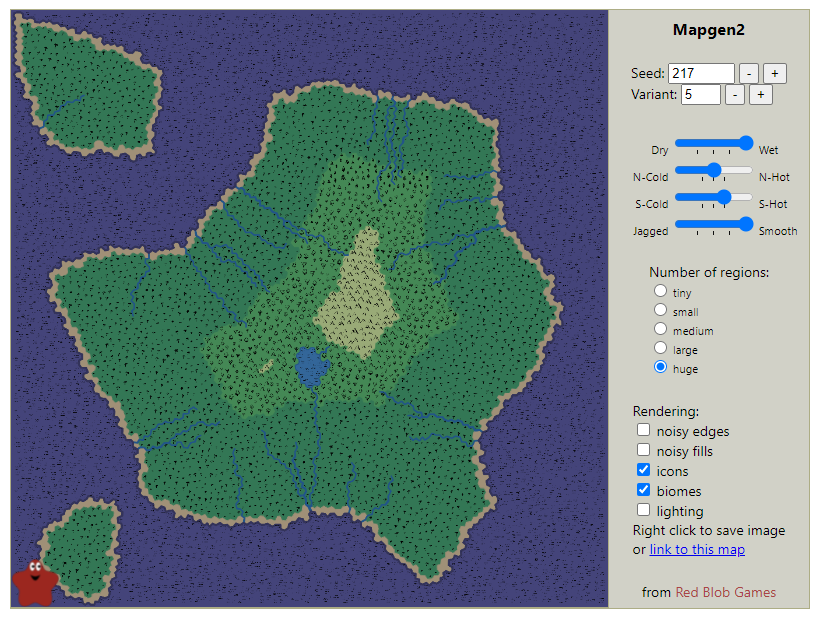 Mapgen2
Seed: 217 - +
Variant: 5 - +
Dry Wet
N-Cold N-Hot
S-Cold S-Hot
Jagged Smooth
Number of regions:
tiny
small
medium
large
huge
Rendering:
noisy edges
noisy fills
icons
biomes
lighting
Right click to save image
or link to this map
from Red Blob Games